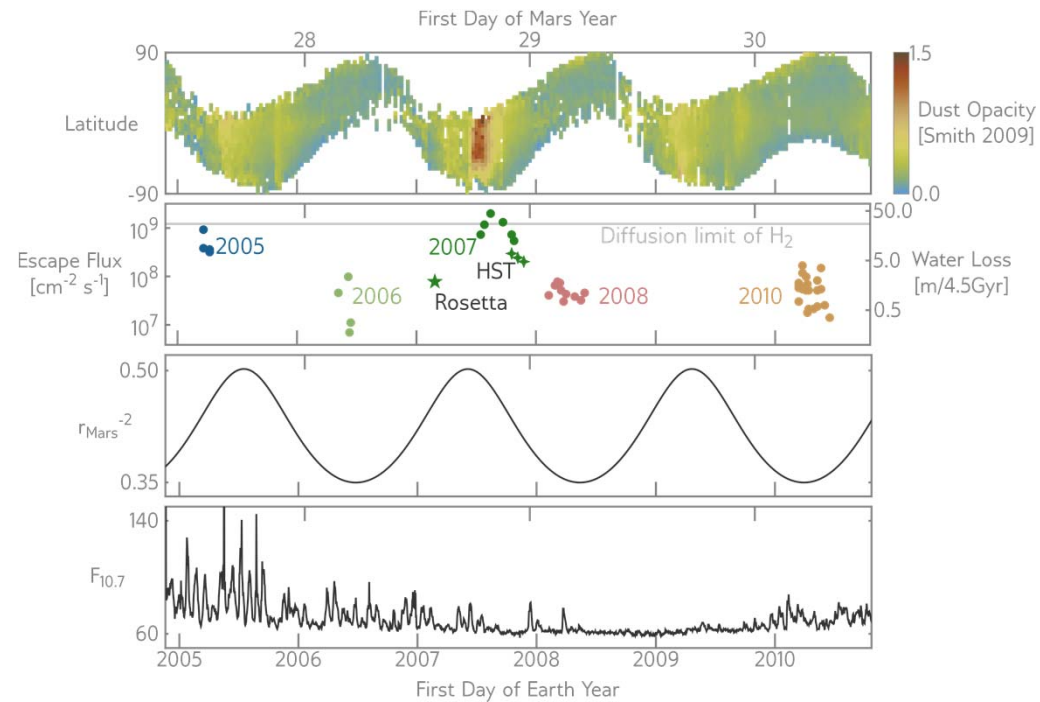 First Day of Mars Year
28 29 30
90
Latitude
-90
1.5
Dust Opacity
[Smith 2009]
0.0
10⁹
10⁸
10⁷
Escape Flux
[cm⁻² s⁻¹]
2005
2006
2007
HST
Rosetta
2008
2010
Diffusion limit of H₂
50.0
5.0
0.5
Water Loss
[m/4.5Gyr]
0.50
r_Mars⁻²
0.35
140
F₁₀.₇
60
2005 2006 2007 2008 2009 2010
First Day of Earth Year